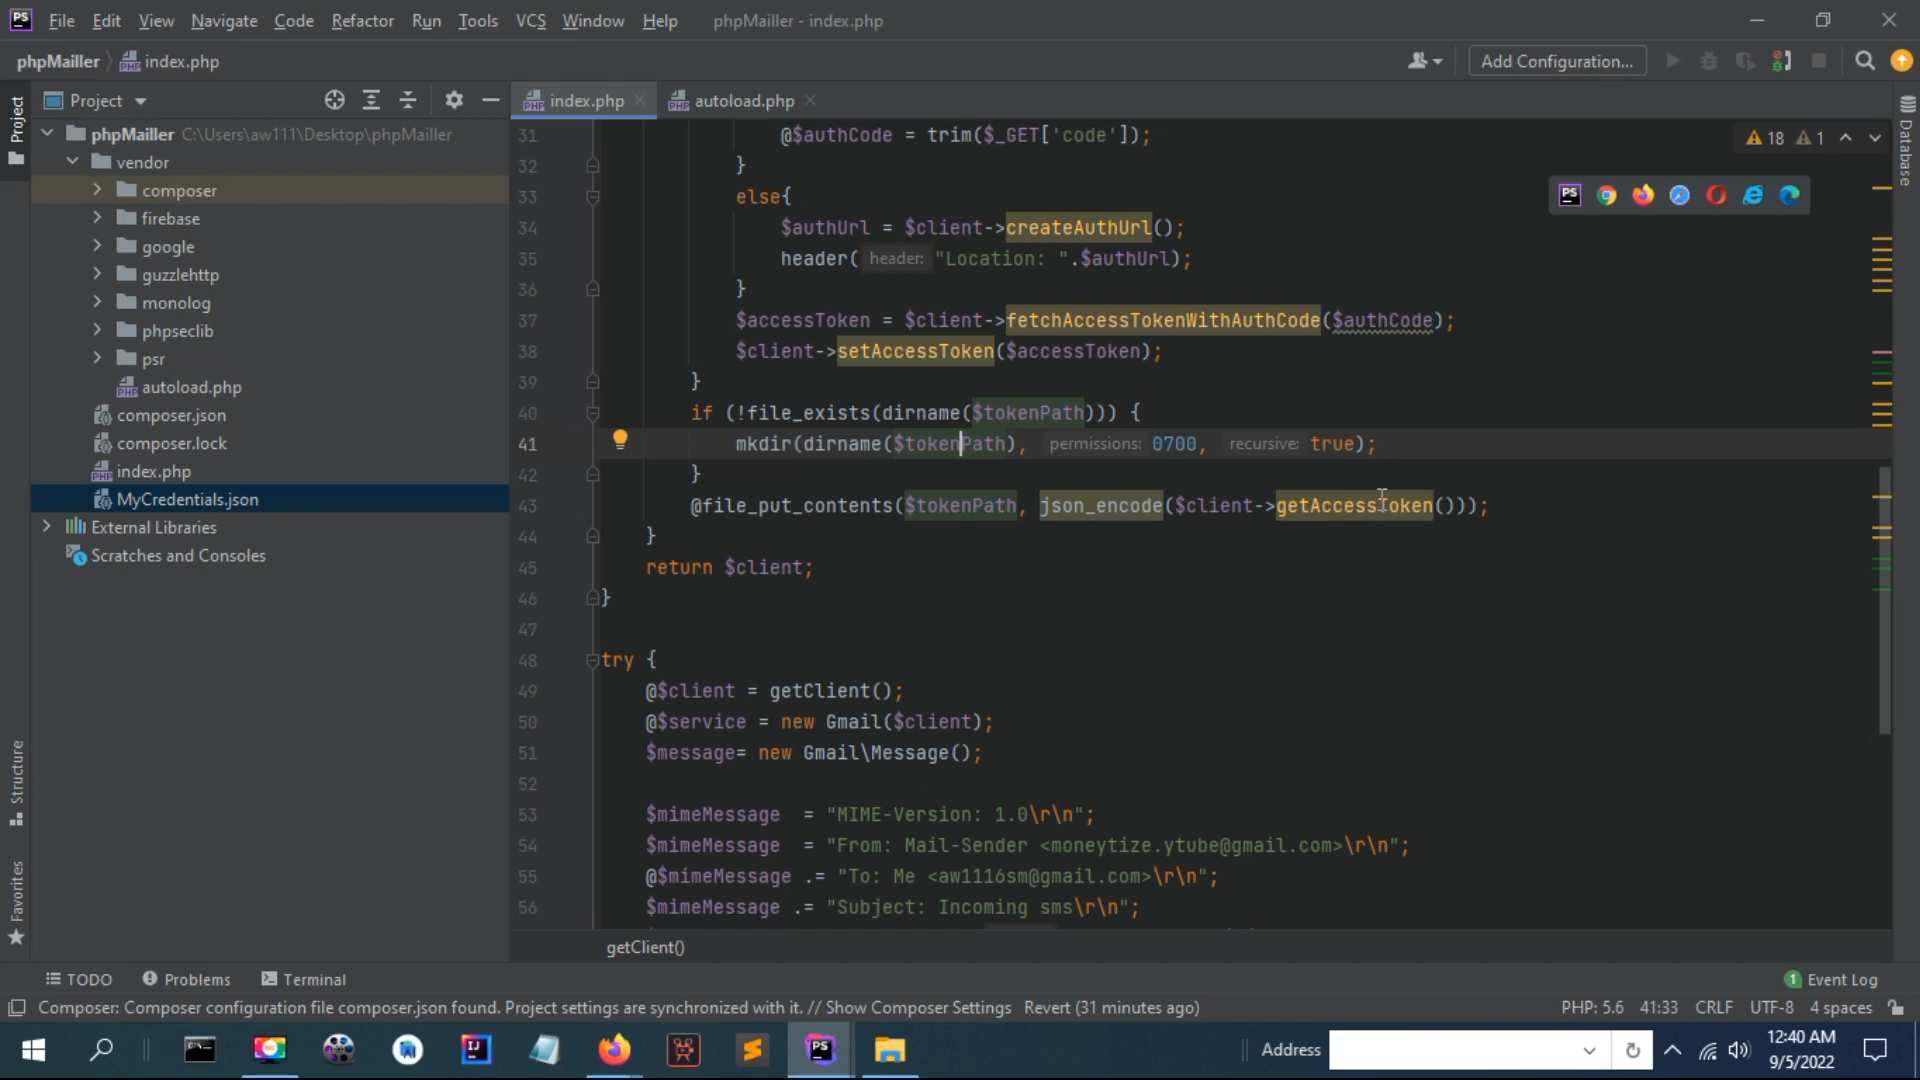 PS File Edit View Navigate Code Refactor Run Tools VCS Window Help phpMailler - index.php
phpMailler index.php Add Configuration...
Project index.php autoload.php
Project
Database
phpMailler C:\Users\aw111\Desktop\phpMailler
vendor
composer
firebase
google
guzzlehttp
monolog
phpseclib
psr
autoload.php
composer.json
composer.lock
index.php
MyCredentials.json
External Libraries
Scratches and Consoles
18 1
31 @$authCode = trim($_GET['code']);
32 }
33 else{
34 $authUrl = $client->createAuthUrl();
35 header( header: "Location: ".$authUrl);
36 }
37 $accessToken = $client->fetchAccessTokenWithAuthCode($authCode);
38 $client->setAccessToken($accessToken);
39 }
40 if (!file_exists(dirname($tokenPath))) {
41 mkdir(dirname($tokenPath), permissions: 0700, recursive: true);
42 }
43 @file_put_contents($tokenPath, json_encode($client->getAccessToken()));
44 }
45 return $client;
46 }
47
48 try {
49 @$client = getClient();
50 @$service = new Gmail($client);
51 $message= new Gmail\Message();
52
53 $mimeMessage = "MIME-Version: 1.0\r\n";
54 $mimeMessage = "From: Mail-Sender <moneytize.ytube@gmail.com>\r\n";
55 @$mimeMessage .= "To: Me <aw1116sm@gmail.com>\r\n";
56 $mimeMessage .= "Subject: Incoming sms\r\n";
getClient()
Structure
Favorites
TODO Problems Terminal 1 Event Log
Composer: Composer configuration file composer.json found. Project settings are synchronized with it. // Show Composer Settings Revert (31 minutes ago) PHP: 5.6 41:33 CRLF UTF-8 4 spaces
Address 12:40 AM
9/5/2022